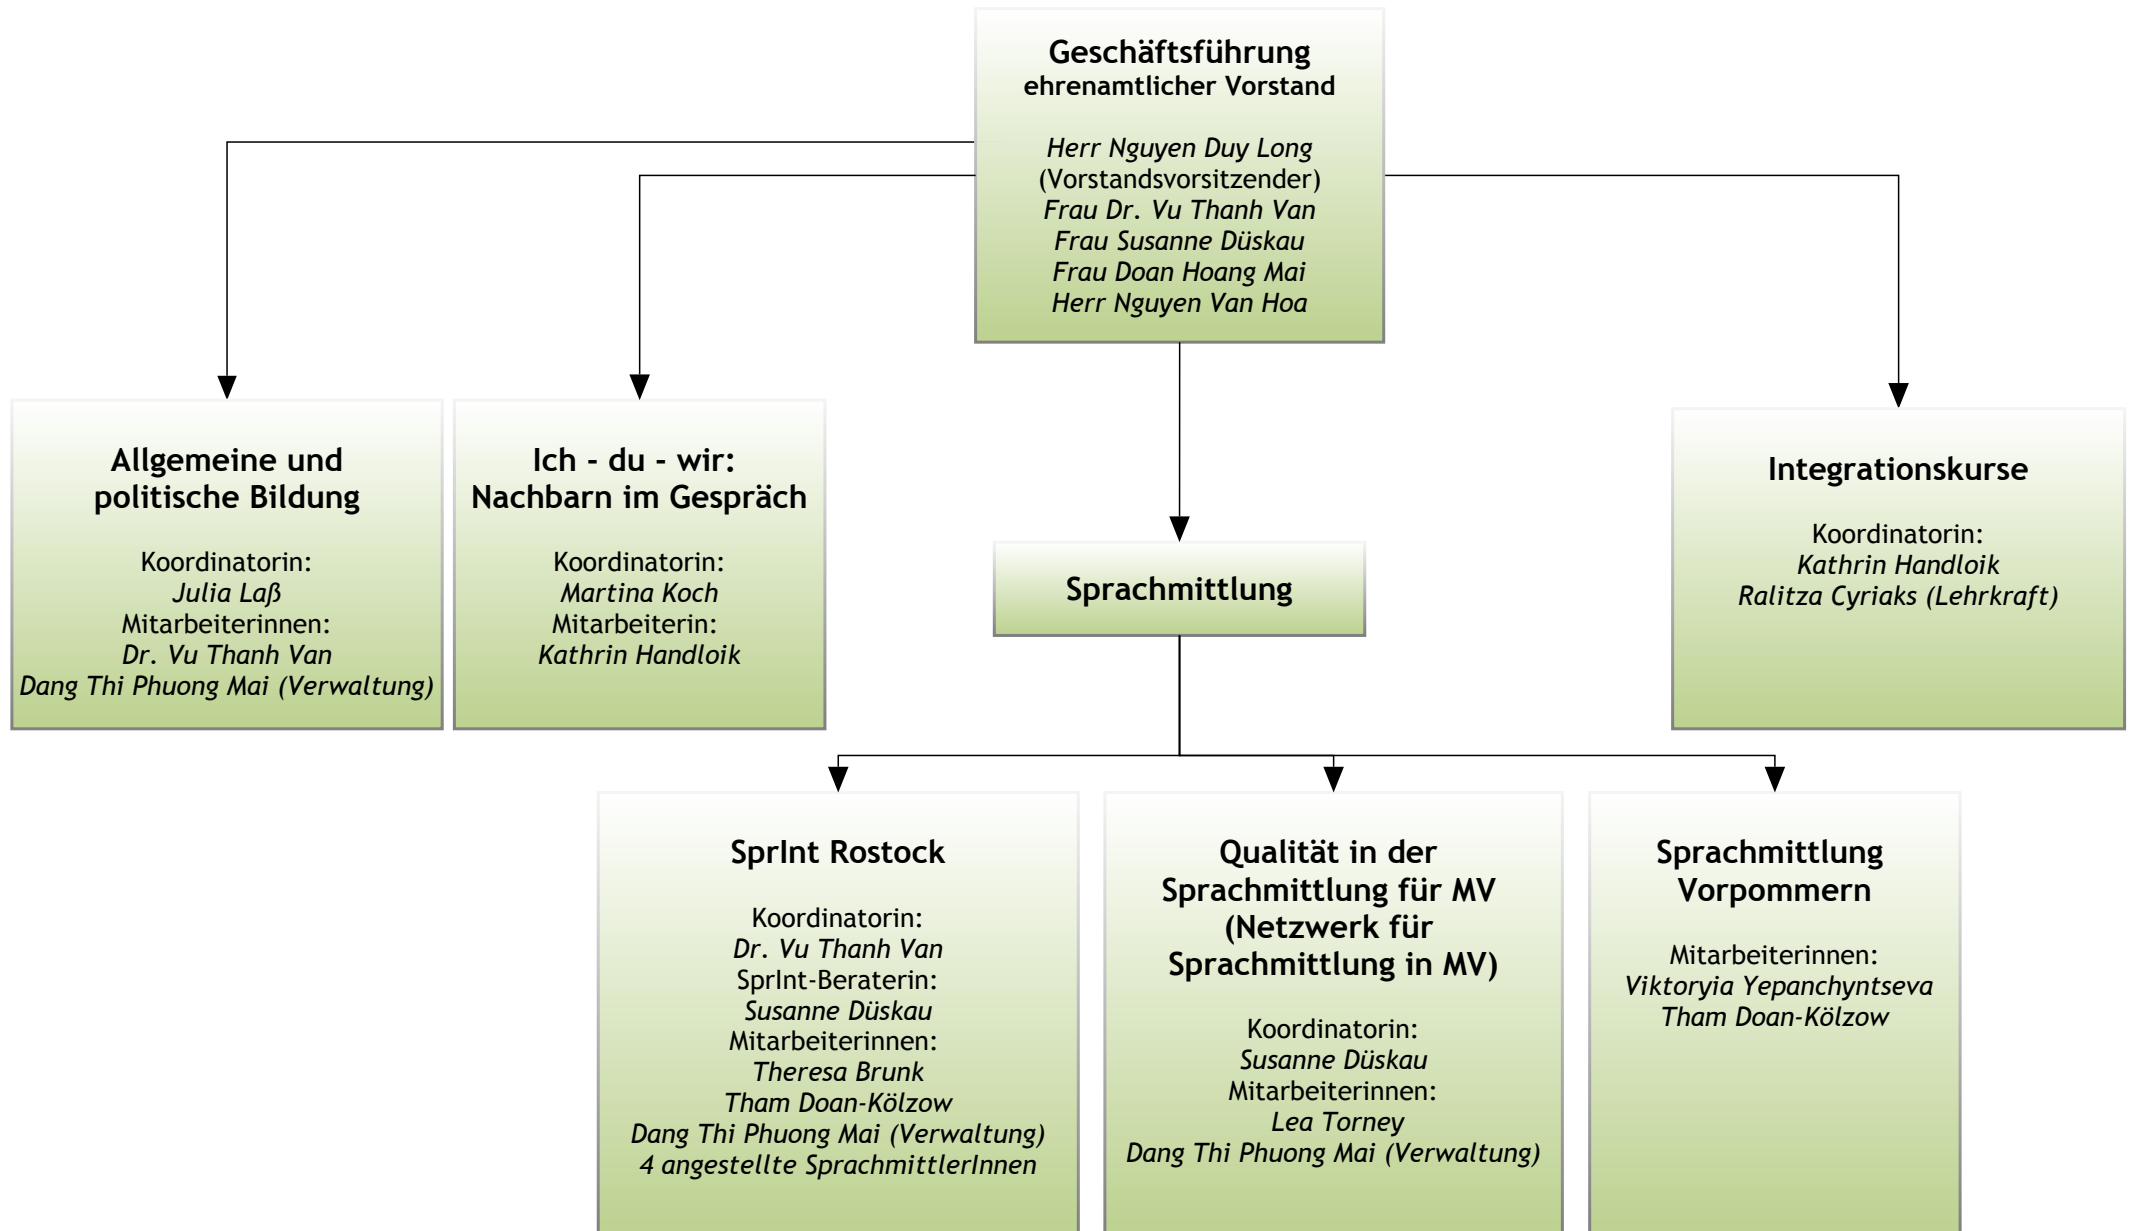 Geschäftsführung
ehrenamtlicher Vorstand
Herr Nguyen Duy Long
(Vorstandsvorsitzender)
Frau Dr. Vu Thanh Van
Frau Susanne Düskau
Frau Doan Hoang Mai
Herr Nguyen Van Hoa
Allgemeine und
politische Bildung
Koordinatorin:
Julia Laß
Mitarbeiterinnen:
Dr. Vu Thanh Van
Dang Thi Phuong Mai (Verwaltung)
Ich - du - wir:
Nachbarn im Gespräch
Koordinatorin:
Martina Koch
Mitarbeiterin:
Kathrin Handloik
Sprachmittlung
Integrationskurse
Koordinatorin:
Kathrin Handloik
Ralitza Cyriaks (Lehrkraft)
SprInt Rostock
Koordinatorin:
Dr. Vu Thanh Van
SprInt-Beraterin:
Susanne Düskau
Mitarbeiterinnen:
Theresa Brunk
Tham Doan-Kölzow
Dang Thi Phuong Mai (Verwaltung)
4 angestellte SprachmittlerInnen
Qualität in der
Sprachmittlung für MV
(Netzwerk für
Sprachmittlung in MV)
Koordinatorin:
Susanne Düskau
Mitarbeiterinnen:
Lea Torney
Dang Thi Phuong Mai (Verwaltung)
Sprachmittlung
Vorpommern
Mitarbeiterinnen:
Viktoryia Yepanchyntseva
Tham Doan-Kölzow